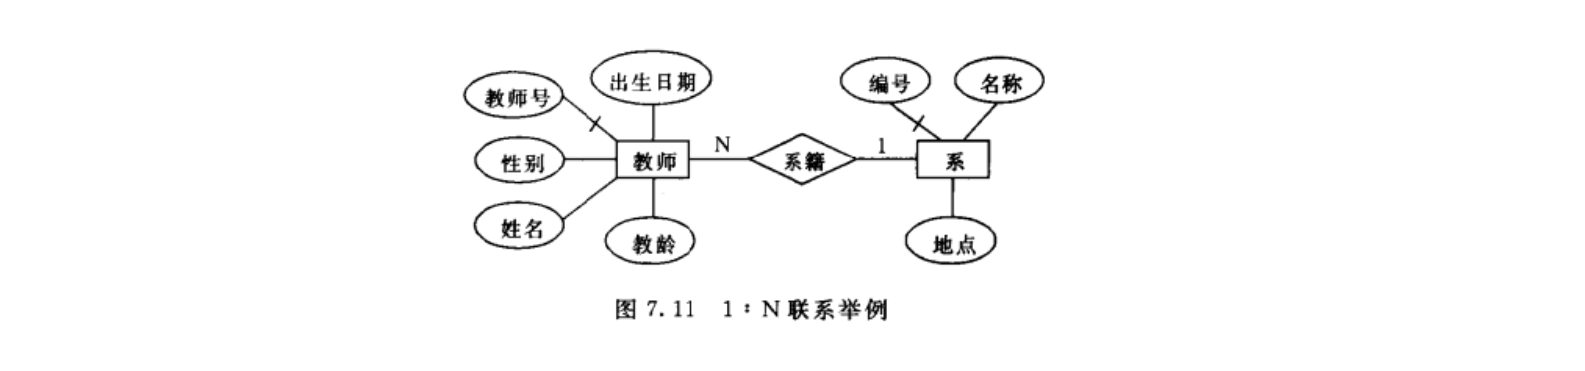 出生日期
编号
名称
教师号
N
1
性别
教师
系籍
系
姓名
教龄
地点
图 7.11 1：N 联系举例